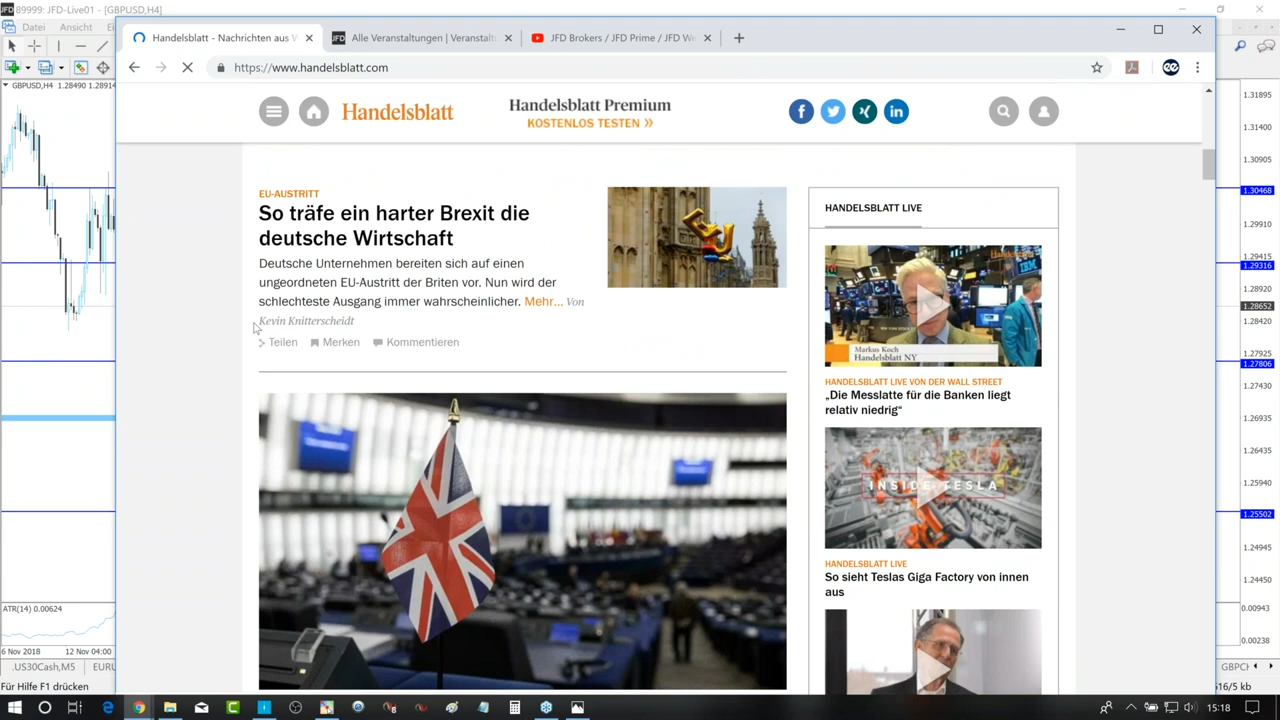 89999: JFD-Live01 - [GBPUSD,H4]
Datei Ansicht
Handelsblatt - Nachrichten aus W
Alle Veranstaltungen | Veranstalt
JFD Brokers / JFD Prime / JFD We
https://www.handelsblatt.com
GBPUSD,H4 1.28490 1.28914
Handelsblatt
Handelsblatt Premium
KOSTENLOS TESTEN »
EU-AUSTRITT
So träfe ein harter Brexit die
deutsche Wirtschaft
Deutsche Unternehmen bereiten sich auf einen
ungeordneten EU-Austritt der Briten vor. Nun wird der
schlechteste Ausgang immer wahrscheinlicher. Mehr... Von
Kevin Knitterscheidt
Teilen Merken Kommentieren
HANDELSBLATT LIVE
Markus Koch
Handelsblatt NY
HANDELSBLATT LIVE VON DER WALL STREET
„Die Messlatte für die Banken liegt
relativ niedrig“
INSIDE TESLA
HANDELSBLATT LIVE
So sieht Teslas Giga Factory von innen
aus
1.31895
1.31400
1.30905
1.30468
1.29910
1.29415
1.29316
1.28920
1.28652
1.28420
1.27925
1.27806
1.27430
1.26935
1.26435
1.25940
1.25502
1.24945
1.24450
0.00943
0.00238
ATR(14) 0.00624
6 Nov 2018 12 Nov 04:00
.US30Cash,M5 EURU
GBPCH
Für Hilfe F1 drücken
616/5 kb
15:18